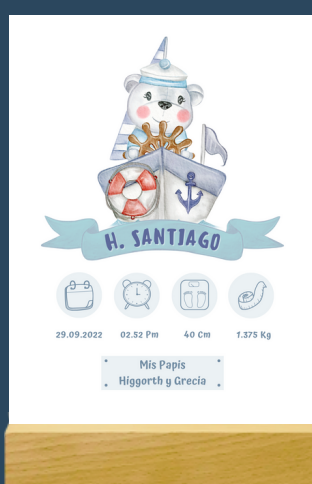 H. SANTIAGO
29.09.2022
02.52 Pm
40 Cm
1.375 Kg
Mis Papis
Higgorth y Grecia